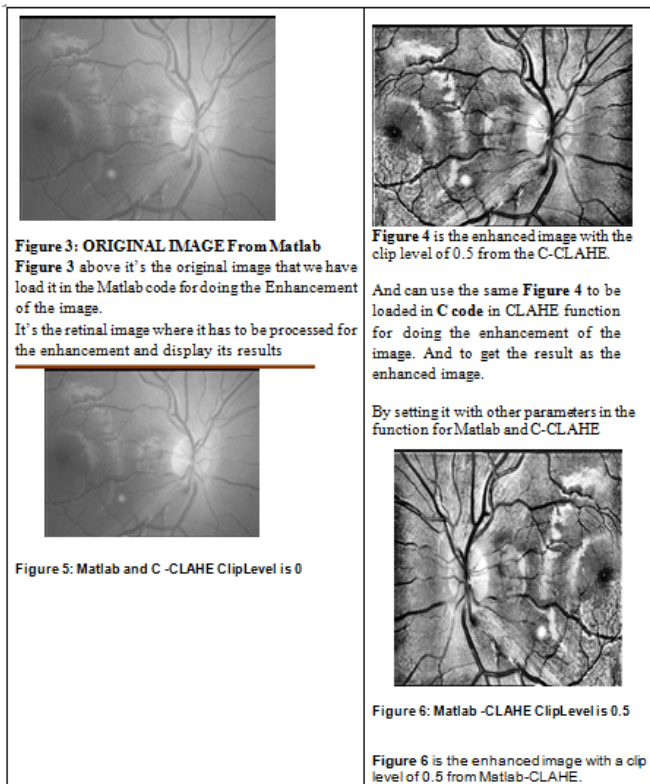 Figure 3: ORIGINAL IMAGE From Matlab
Figure 3 above it's the original image that we have
load it in the Matlab code for doing the Enhancement
of the image.
It's the retinal image where it has to be processed for
the enhancement and display its results
Figure 5: Matlab and C -CLAHE ClipLevel is 0
Figure 4 is the enhanced image with the
clip level of 0.5 from the C-CLAHE.
And can use the same Figure 4 to be
loaded in C code in CLAHE function
for doing the enhancement of the
image. And to get the result as the
enhanced image.
By setting it with other parameters in the
function for Matlab and C-CLAHE
Figure 6: Matlab -CLAHE ClipLevel is 0.5
Figure 6 is the enhanced image with a clip
level of 0.5 from Matlab-CLAHE.